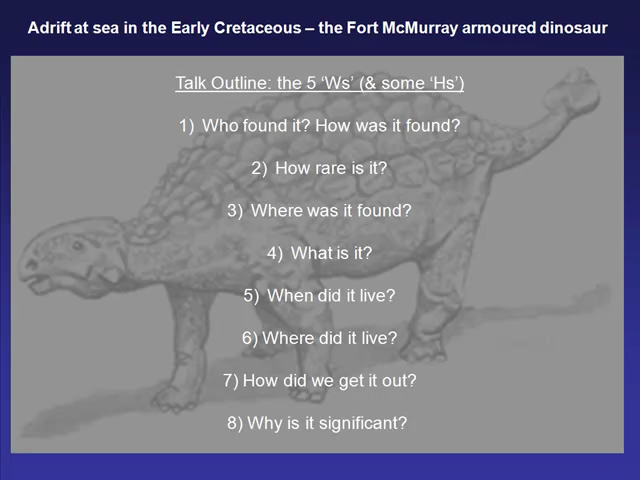 Adrift at sea in the Early Cretaceous – the Fort McMurray armoured dinosaur
Talk Outline: the 5 ‘Ws’ (& some ‘Hs’)
1) Who found it? How was it found?
2) How rare is it?
3) Where was it found?
4) What is it?
5) When did it live?
6) Where did it live?
7) How did we get it out?
8) Why is it significant?